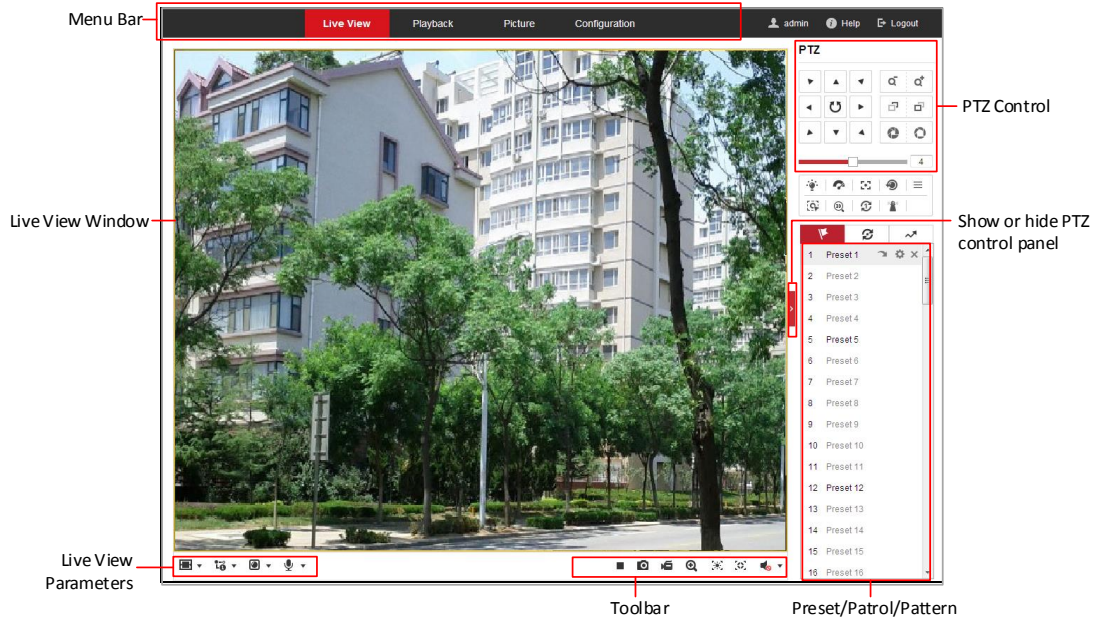 Menu Bar
Live View Playback Picture Configuration admin Help Logout
PTZ
PTZ Control
4
Live View Window
Show or hide PTZ
control panel
1 Preset 1
2 Preset 2
3 Preset 3
4 Preset 4
5 Preset 5
6 Preset 6
7 Preset 7
8 Preset 8
9 Preset 9
10 Preset 10
11 Preset 11
12 Preset 12
13 Preset 13
14 Preset 14
15 Preset 15
16 Preset 16
Live View
Parameters
Toolbar
Preset/Patrol/Pattern